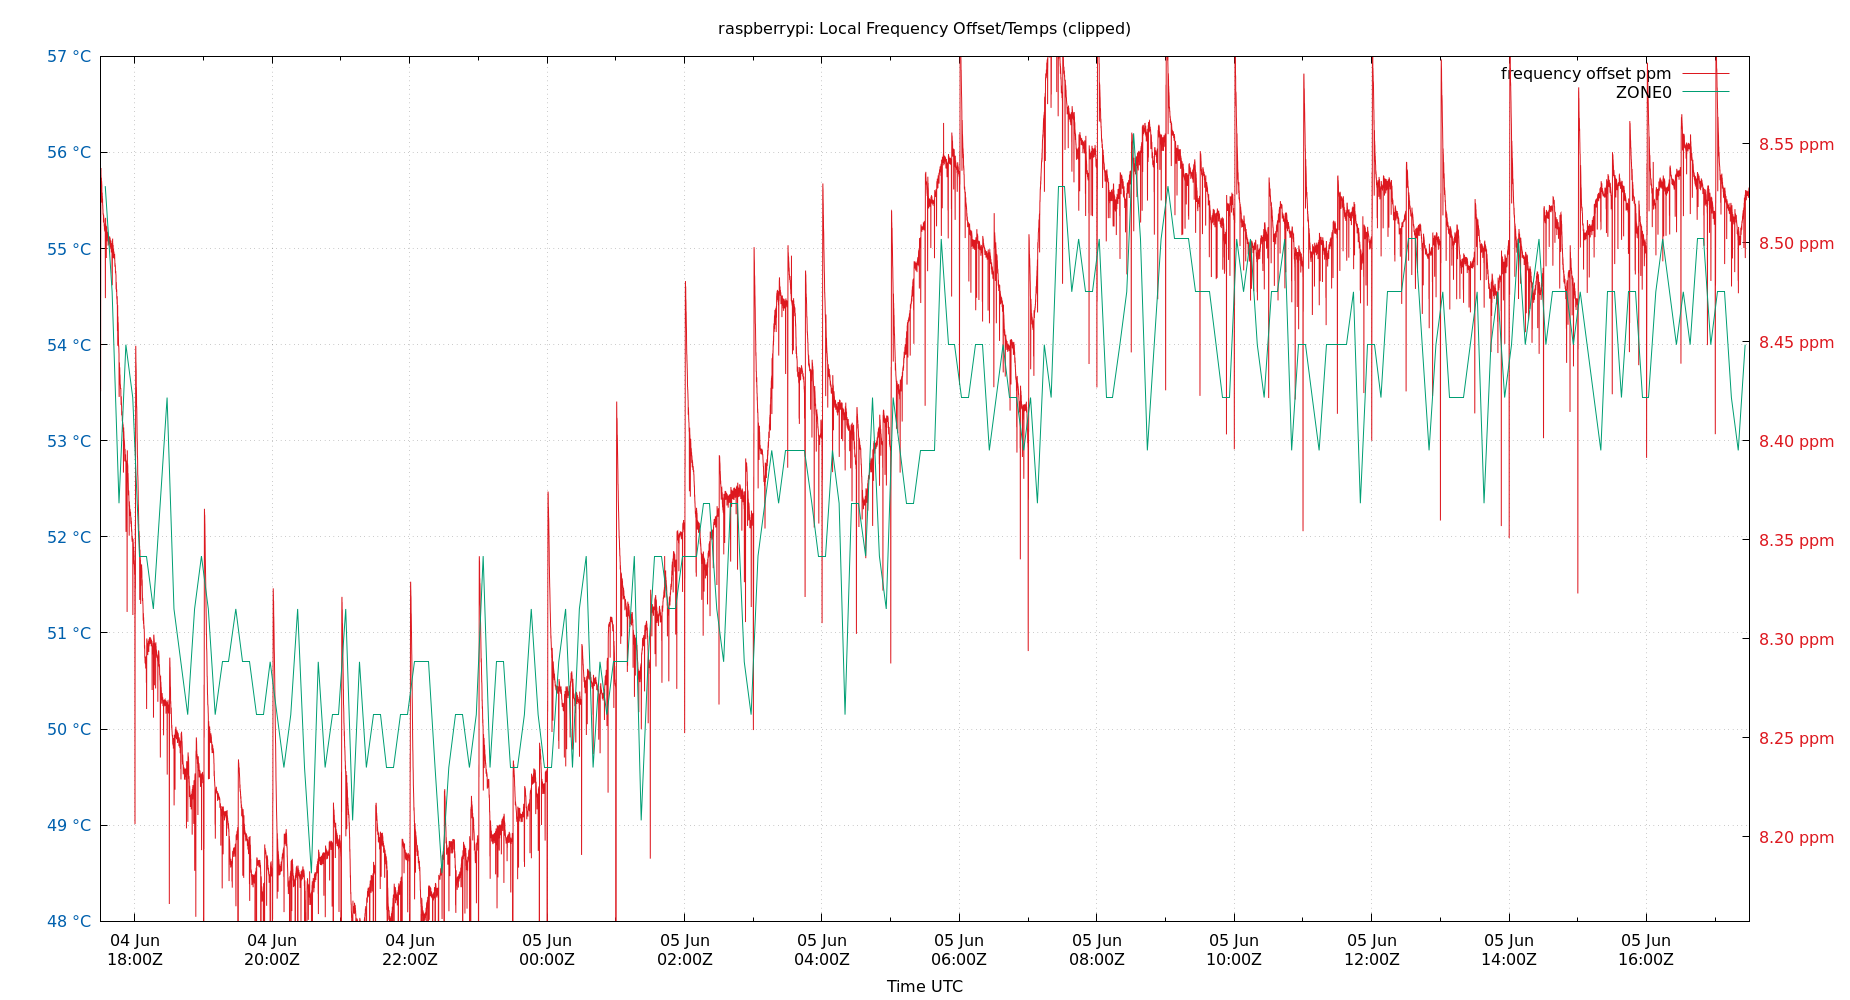 raspberrypi: Local Frequency Offset/Temps (clipped)
57 °C
56 °C
55 °C
54 °C
53 °C
52 °C
51 °C
50 °C
49 °C
48 °C
frequency offset ppm
ZONE0
8.55 ppm
8.50 ppm
8.45 ppm
8.40 ppm
8.35 ppm
8.30 ppm
8.25 ppm
8.20 ppm
04 Jun
18:00Z
04 Jun
20:00Z
04 Jun
22:00Z
05 Jun
00:00Z
05 Jun
02:00Z
05 Jun
04:00Z
05 Jun
06:00Z
05 Jun
08:00Z
05 Jun
10:00Z
05 Jun
12:00Z
05 Jun
14:00Z
05 Jun
16:00Z
Time UTC